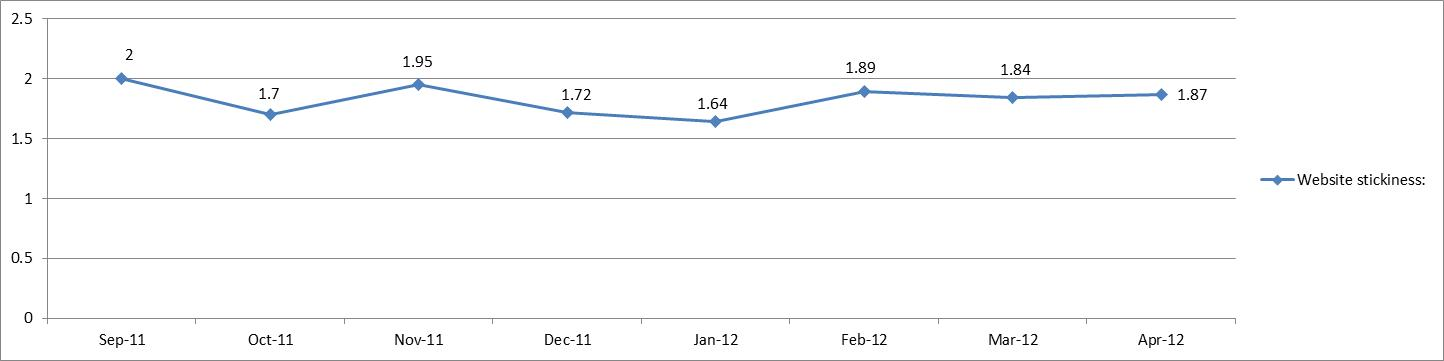 2.5
2
1.5
1
0.5
0
2
1.7
1.95
1.72
1.64
1.89
1.84
1.87
Sep-11
Oct-11
Nov-11
Dec-11
Jan-12
Feb-12
Mar-12
Apr-12
Website stickiness: